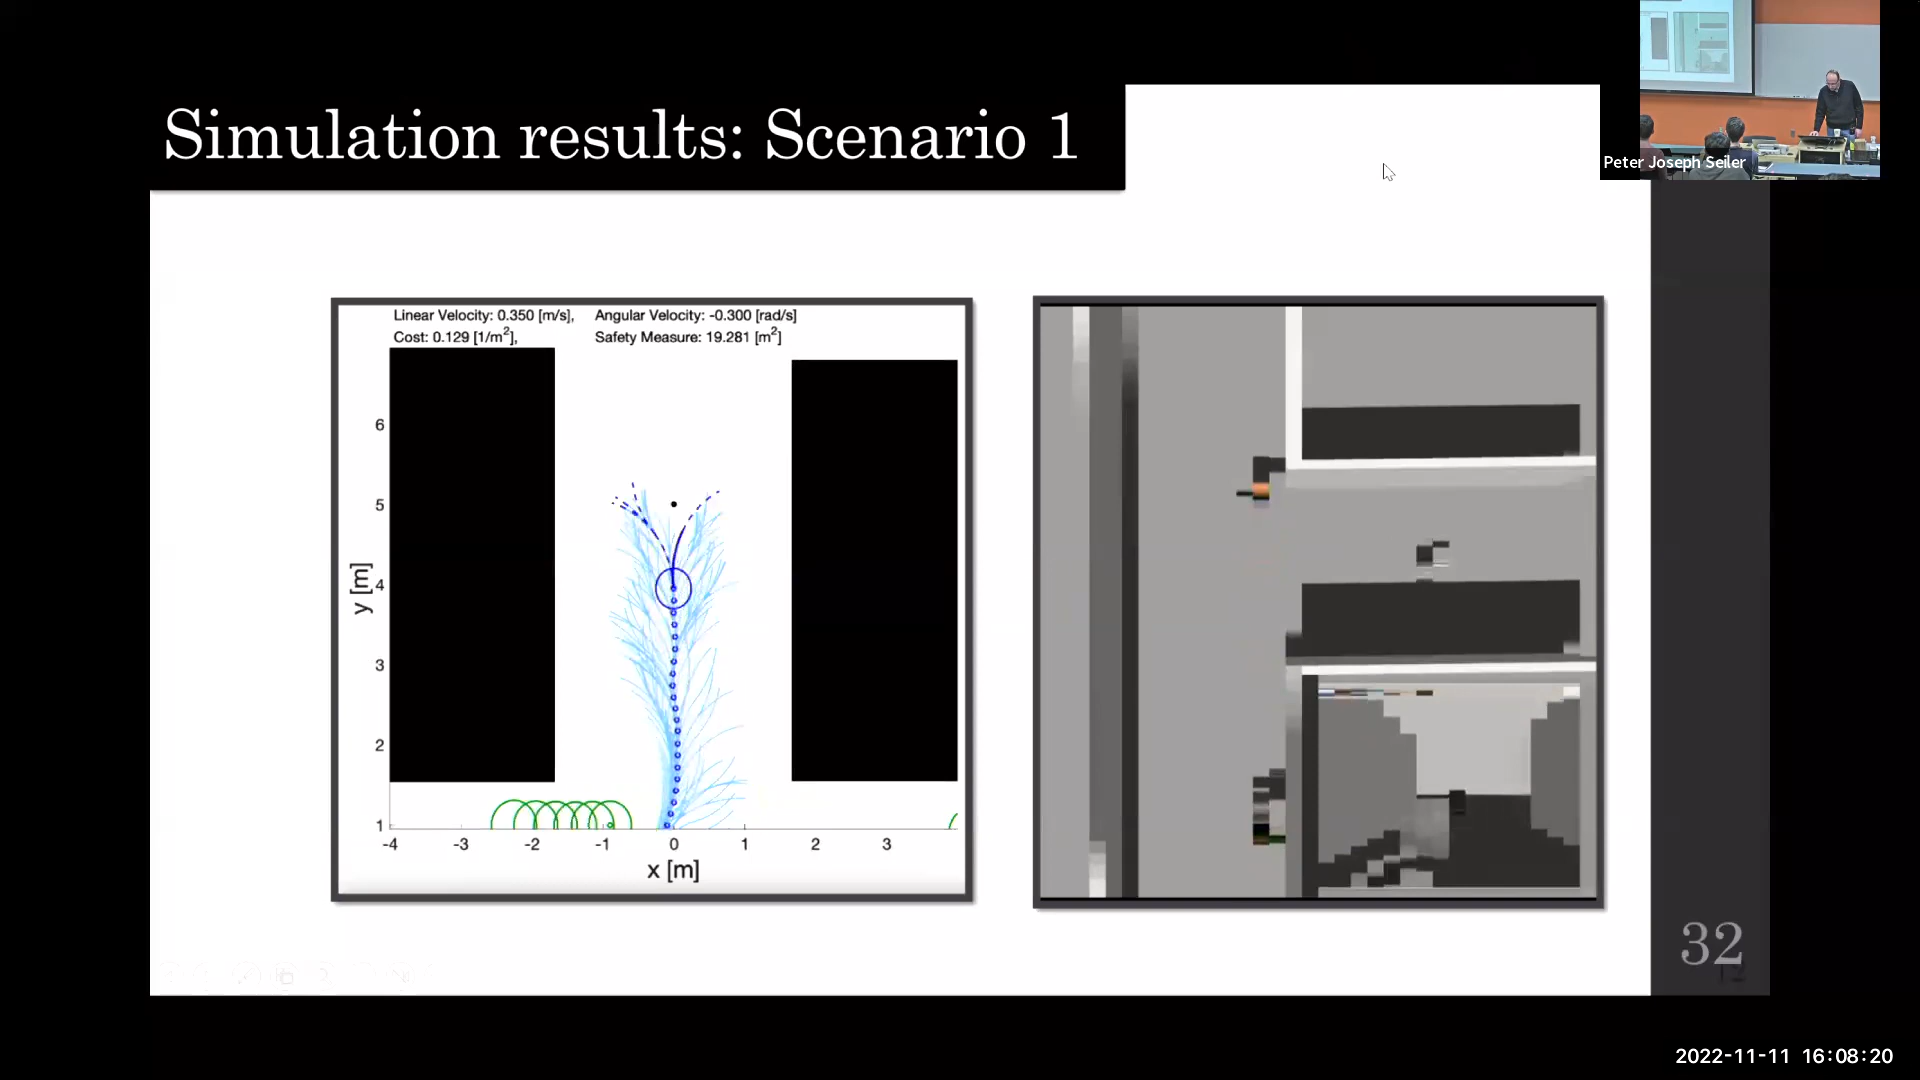 Simulation results: Scenario 1
Peter Joseph Seiler
Linear Velocity: 0.350 [m/s], Angular Velocity: -0.300 [rad/s]
Cost: 0.129 [1/m²], Safety Measure: 19.281 [m²]
6
5
4
3
2
1
y [m]
-4 -3 -2 -1 0 1 2 3
x [m]
32
12
2022-11-11 16:08:20